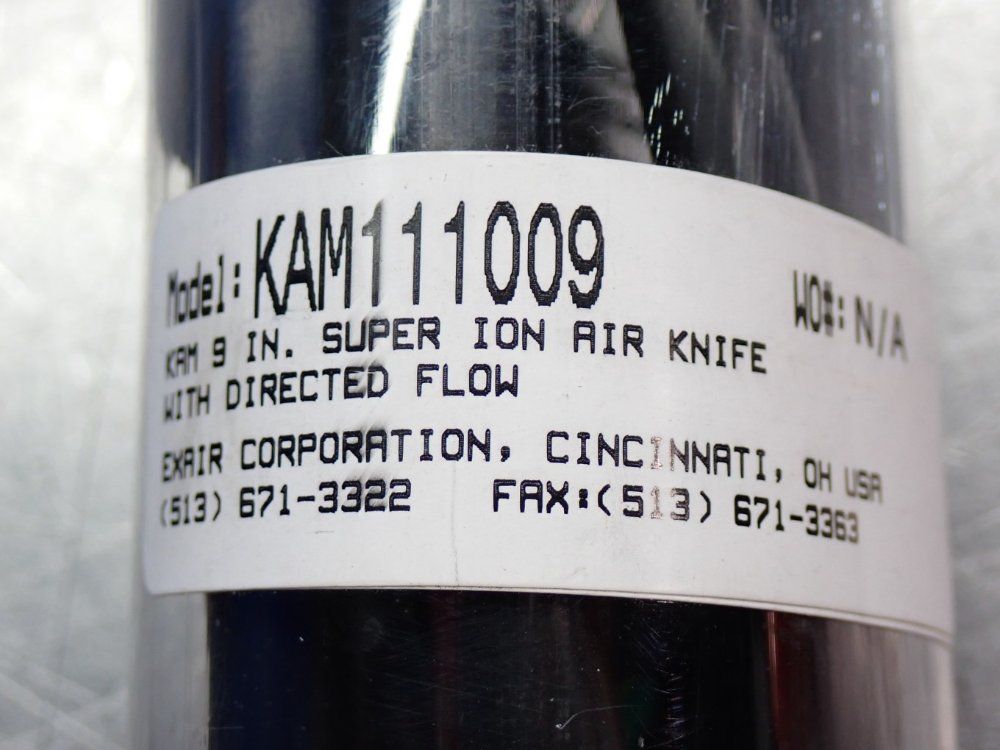 Model: KAM111009 WO#: N/A
KAM 9 IN. SUPER ION AIR KNIFE
WITH DIRECTED FLOW
EXAIR CORPORATION, CINCINNATI, OH USA
(513) 671-3322 FAX:(513) 671-3363